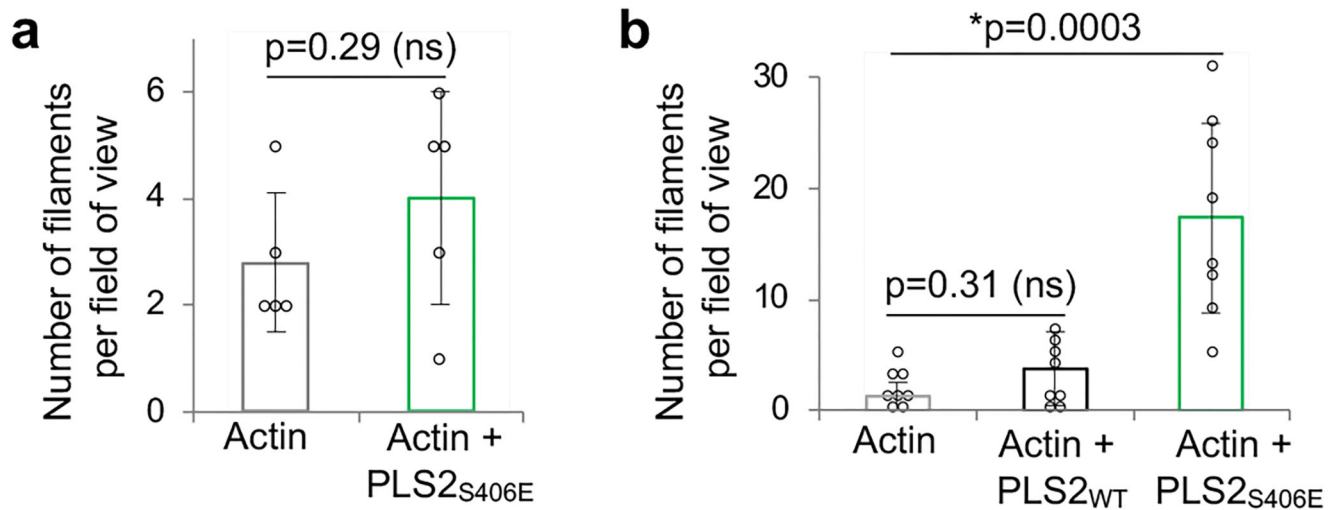 a
p=0.29 (ns)
Number of filaments
per field of view
6
4
2
0
Actin
Actin +
PLS2S406E
b
*p=0.0003
p=0.31 (ns)
Number of filaments
per field of view
30
20
10
0
Actin
Actin +
PLS2WT
Actin +
PLS2S406E